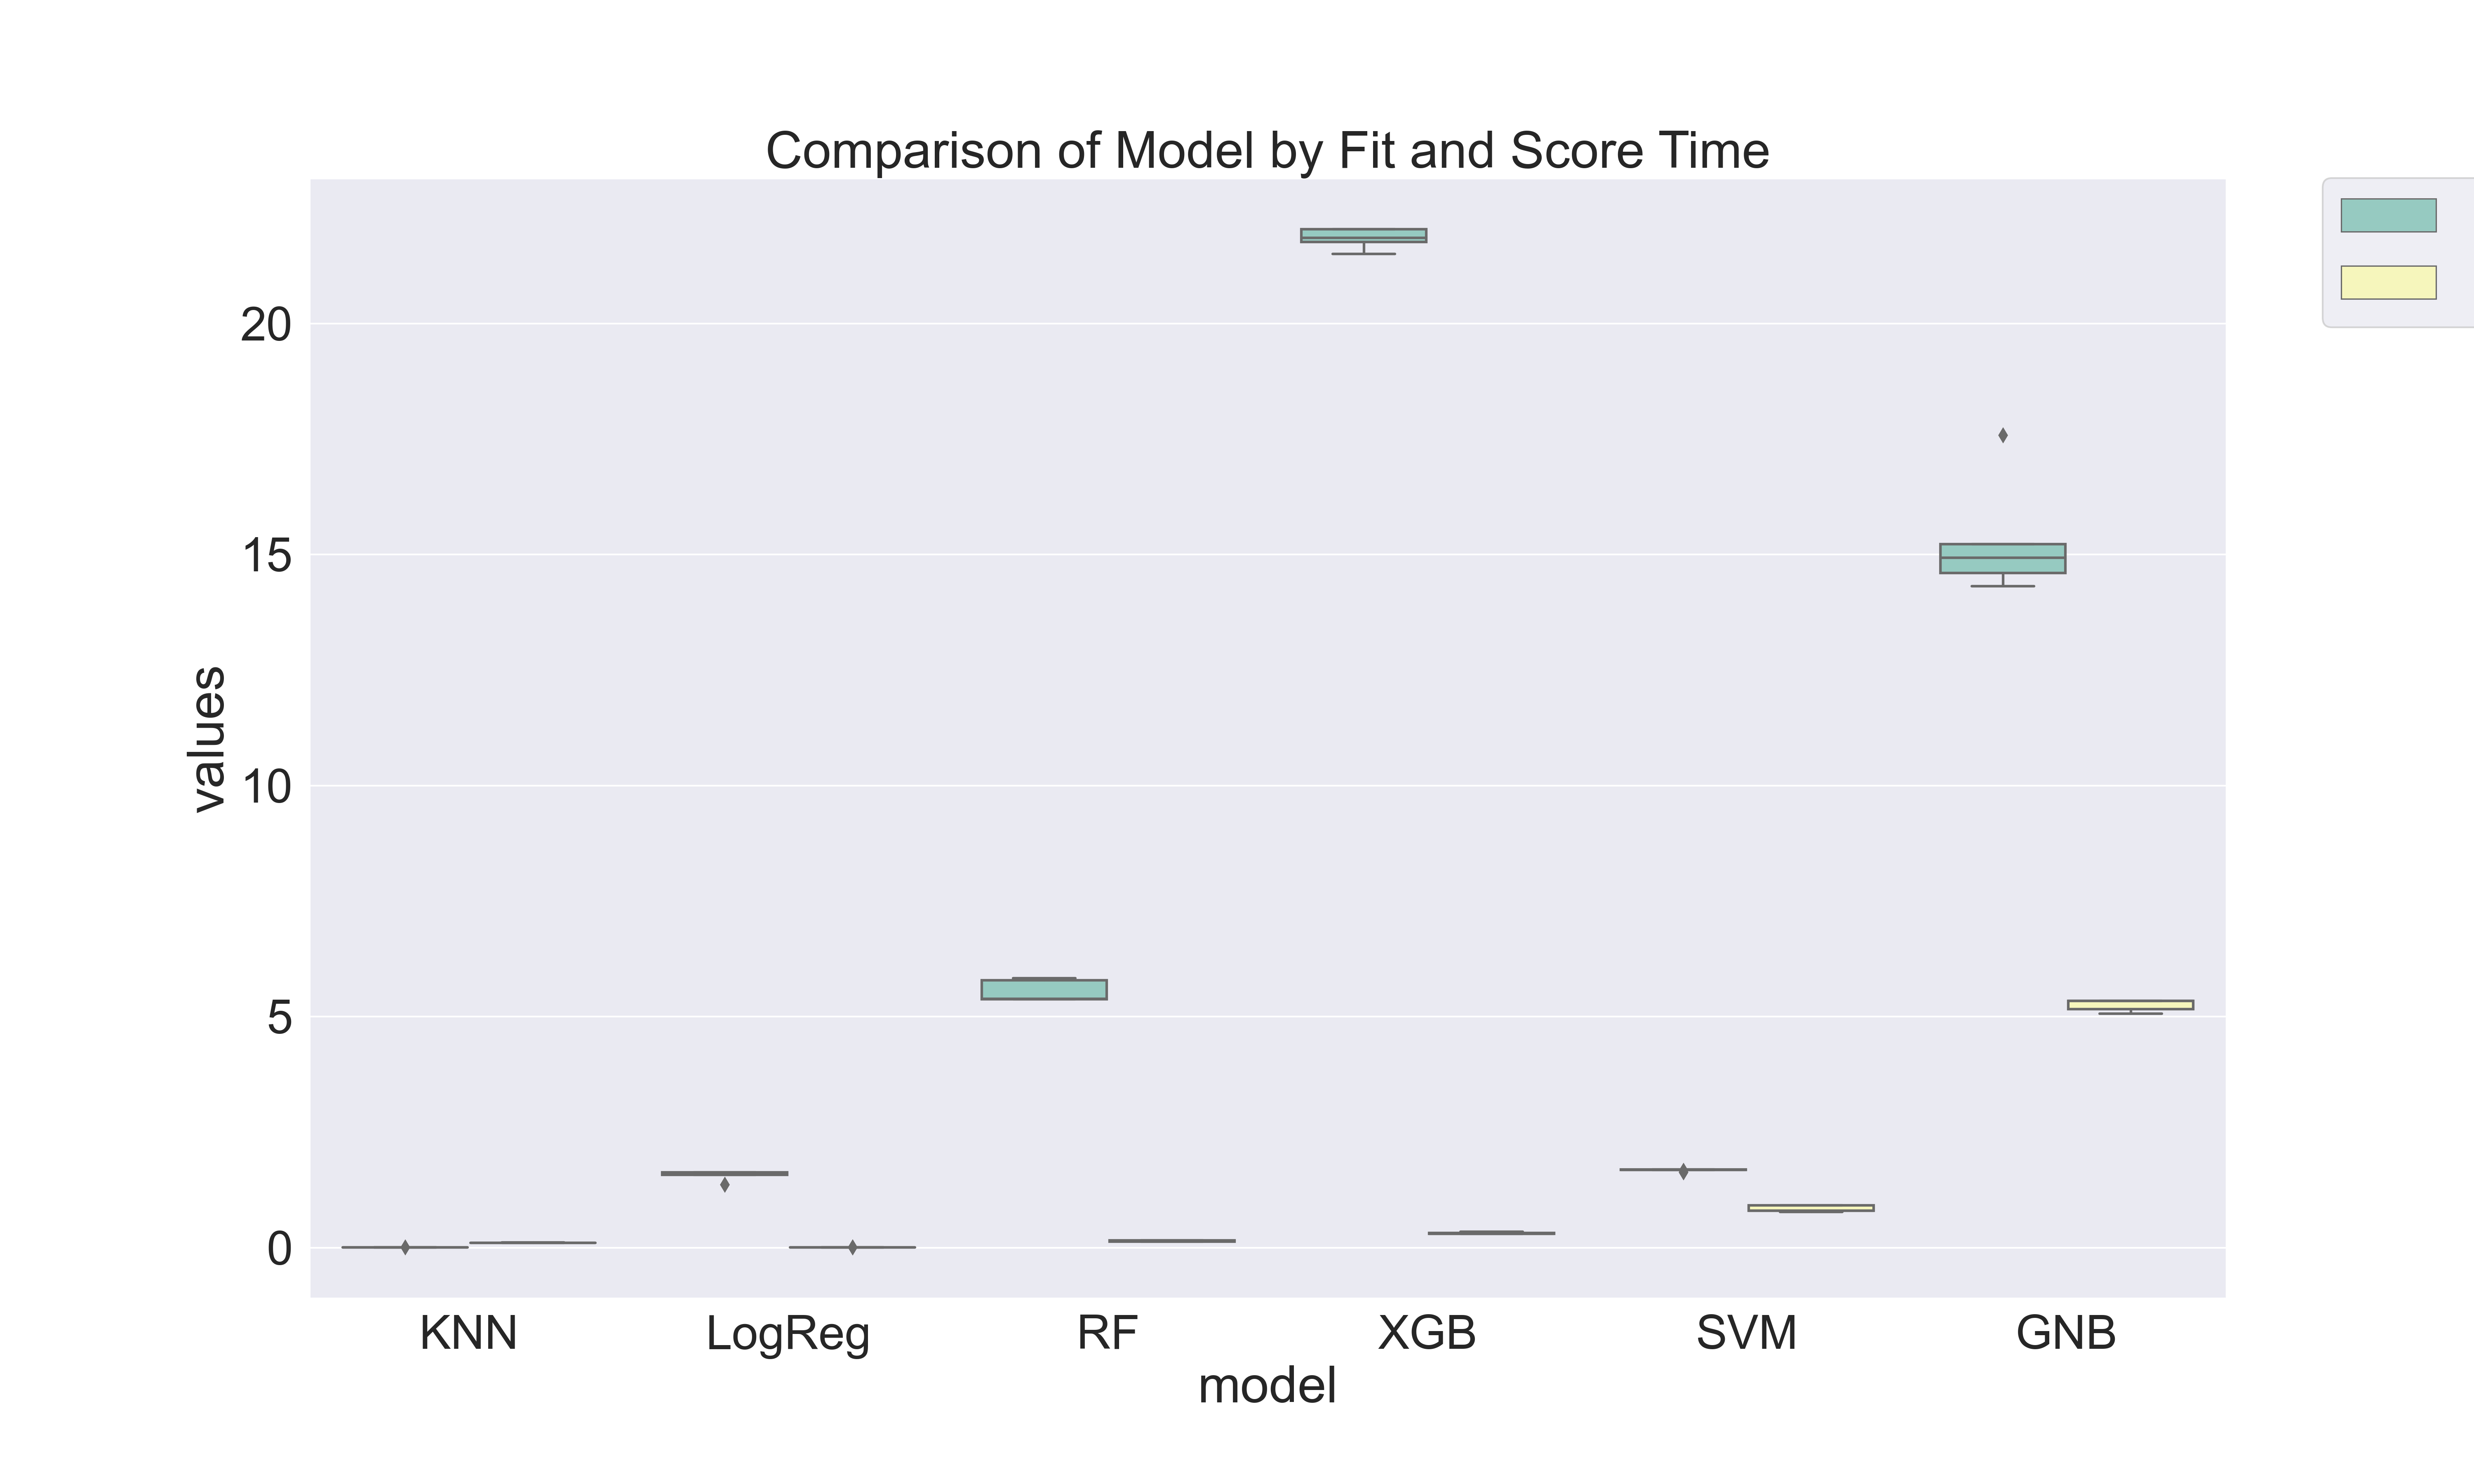 Comparison of Model by Fit and Score Time
values
20
15
10
5
0
KNN LogReg RF XGB SVM GNB
model